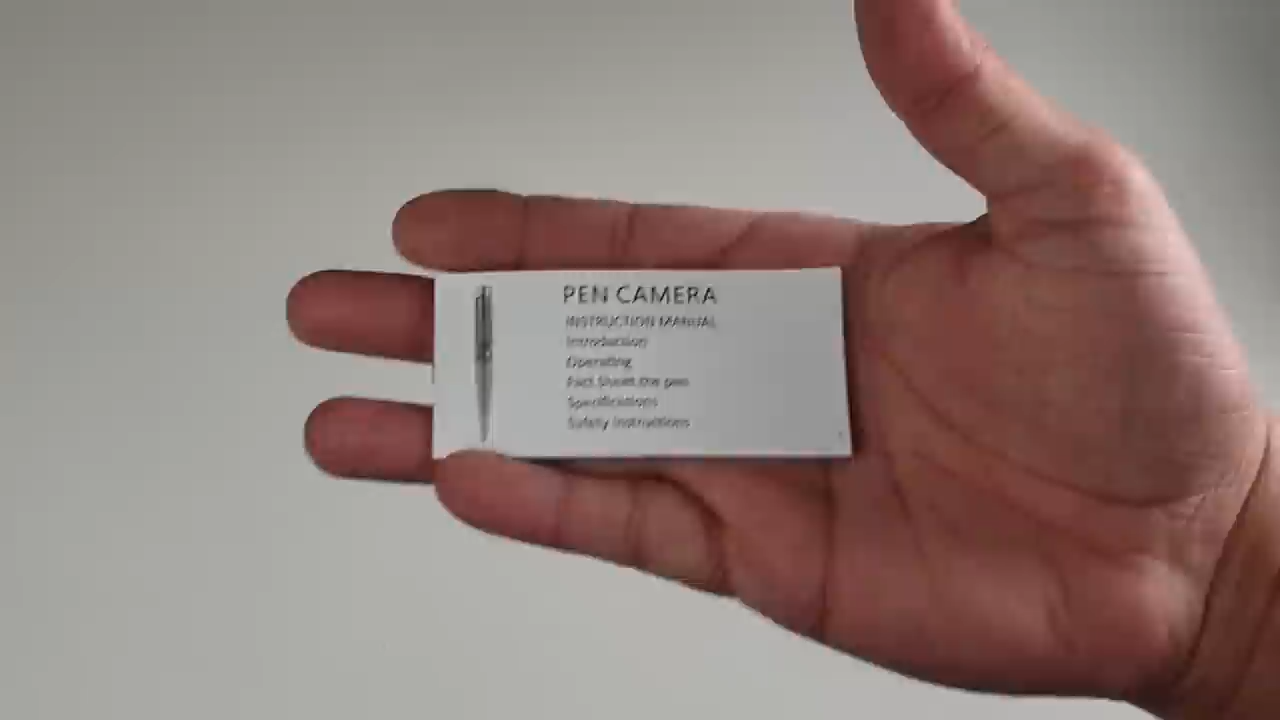 PEN CAMERA
INSTRUCTION MANUAL
Introduction
Operating
Fact Sheet the pen
Specifications
Safety Instructions